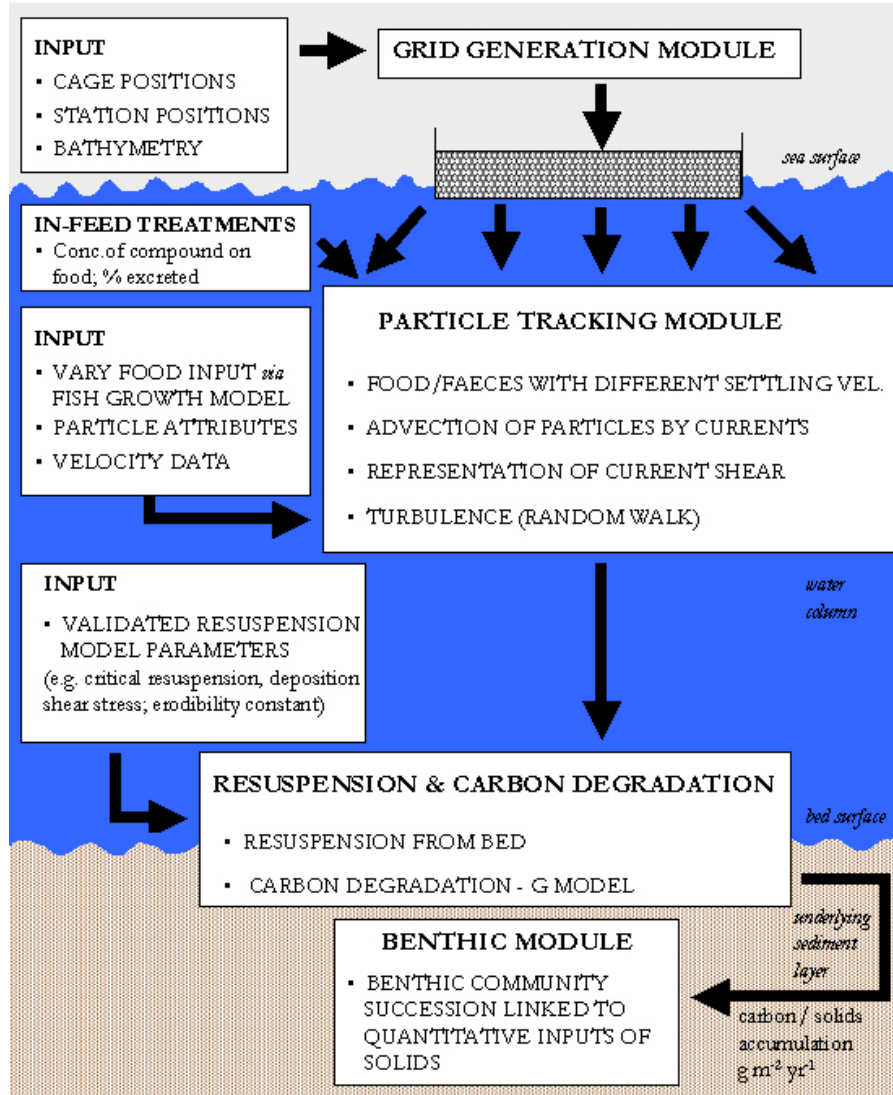 INPUT
▪ CAGE POSITIONS
▪ STATION POSITIONS
▪ BATHYMETRY
GRID GENERATION MODULE
sea surface
IN-FEED TREATMENTS
▪ Conc.of compound on
food; % excreted
INPUT
▪ VARY FOOD INPUT via
FISH GROWTH MODEL
▪ PARTICLE ATTRIBUTES
▪ VELOCITY DATA
PARTICLE TRACKING MODULE
▪ FOOD/FAECES WITH DIFFERENT SETTLING VEL.
▪ ADVECTION OF PARTICLES BY CURRENTS
▪ REPRESENTATION OF CURRENT SHEAR
▪ TURBULENCE (RANDOM WALK)
water
column
INPUT
▪ VALIDATED RESUSPENSION
MODEL PARAMETERS
(e.g. critical resuspension, deposition
shear stress; erodibility constant)
RESUSPENSION & CARBON DEGRADATION
▪ RESUSPENSION FROM BED
▪ CARBON DEGRADATION - G MODEL
bed surface
underlying
sediment
layer
BENTHIC MODULE
▪ BENTHIC COMMUNITY
SUCCESSION LINKED TO
QUANTITATIVE INPUTS OF
SOLIDS
carbon / solids
accumulation
g m⁻² yr⁻¹